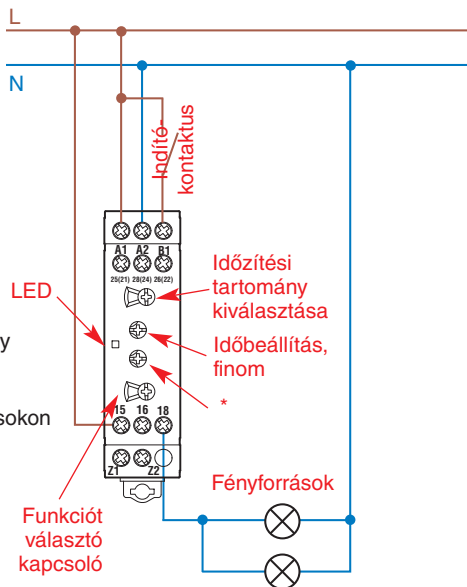 L
N
Indító-
kontaktus
A1 A2 B1
25(21) 28(24) 26(22)
Időzítési
tartomány
kiválasztása
LED
Időbeállítás,
finom
y
*
sokon
15 16 18
Z1 Z2
Fényforrások
Funkciót
választó
kapcsoló